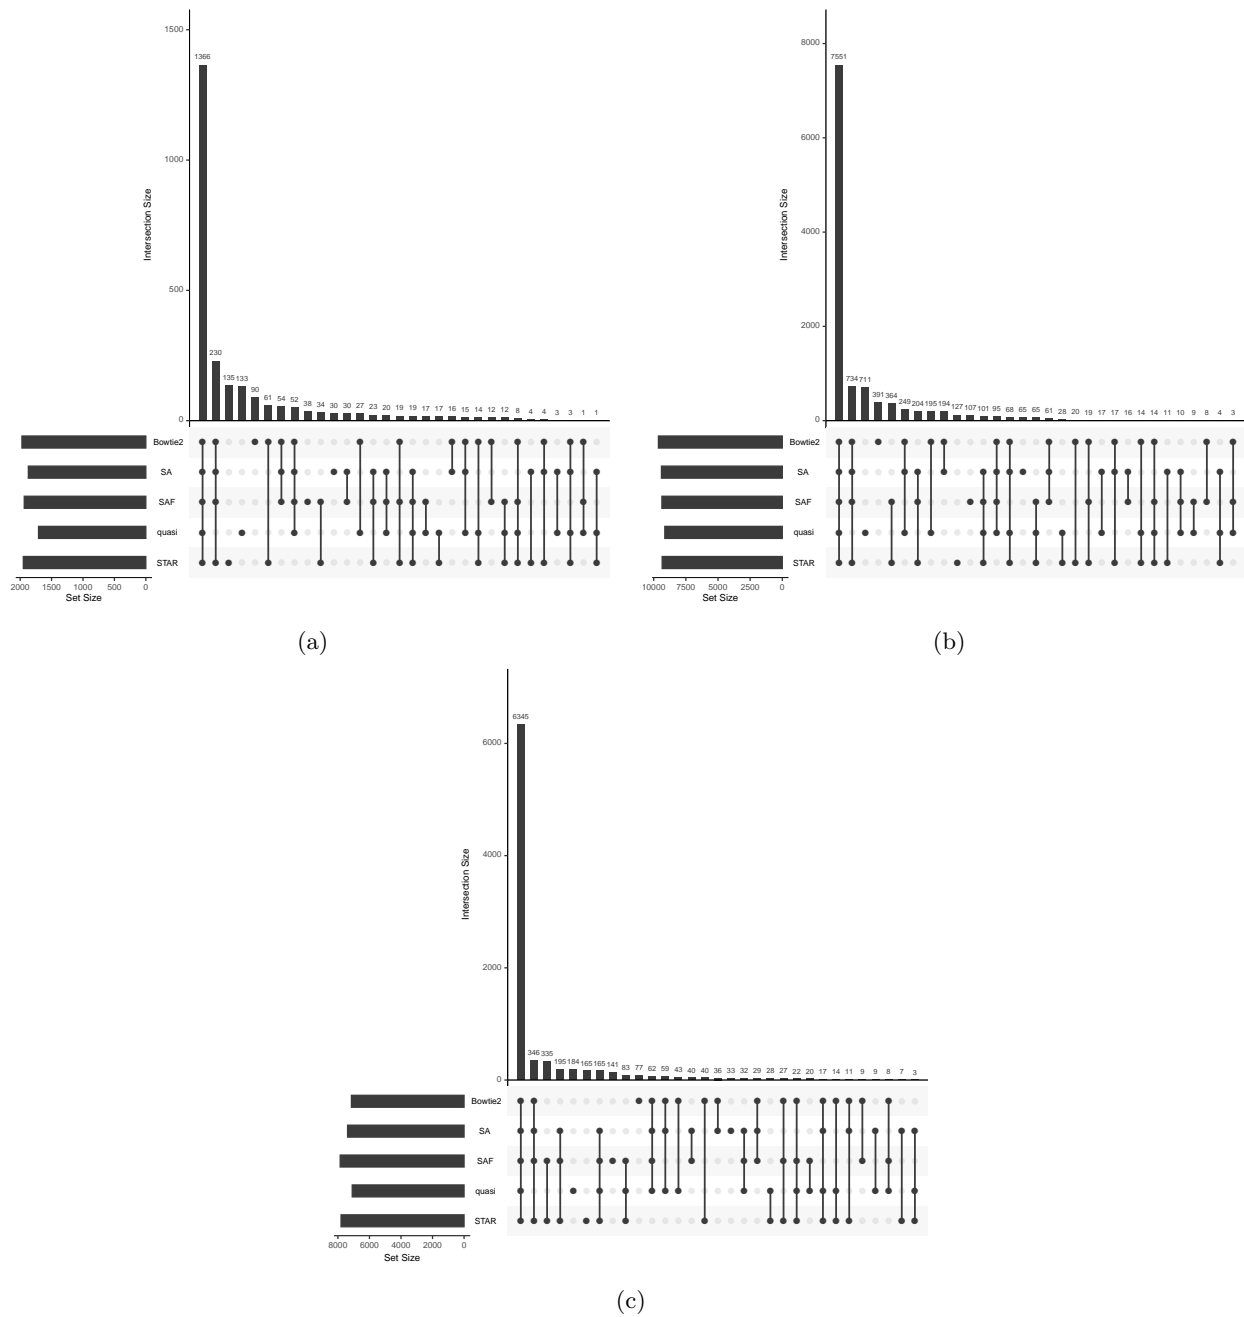 1500
1366
1000
Intersection Size
500
230
135 133
90
61 54 52 38 34 30 30 27 23 20 19 19 17 17 16 15 14 12 12 8 4 4 3 3 1 1
0
Bowtie2
SA
SAF
quasi
STAR
2000 1500 1000 500 0
Set Size
(a)
8000
7551
6000
Intersection Size
4000
2000
734 711
391 364 249 204 195 194 127 107 101 95 68 65 65 61 28 20 19 17 17 16 14 14 11 10 9 8 4 3
0
Bowtie2
SA
SAF
quasi
STAR
10000 7500 5000 2500 0
Set Size
(b)
6345
6000
4000
Intersection Size
2000
346 335
195 184 165 165 141 83 77 62 59 43 40 40 36 33 32 29 28 27 22 20 17 14 11 9 9 8 7 3
0
Bowtie2
SA
SAF
quasi
STAR
8000 6000 4000 2000 0
Set Size
(c)